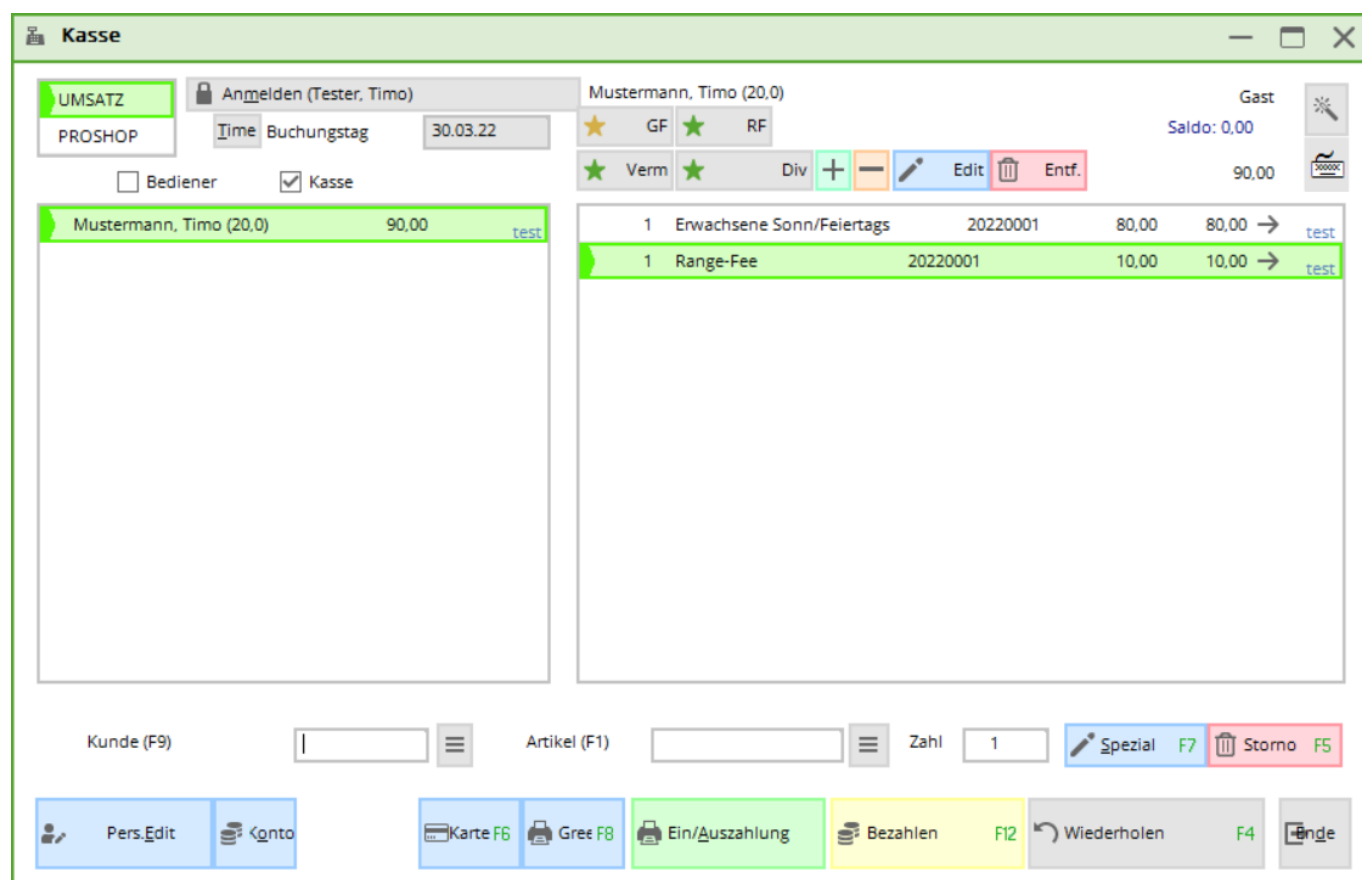 Kasse
UMSATZ
PROSHOP
Anmelden (Tester, Timo)
Time Buchungstag 30.03.22
Bediener Kasse
Mustermann, Timo (20,0) Gast
GF RF Saldo: 0,00
Verm Div Edit Entf. 90,00
Mustermann, Timo (20,0) 90,00 test
1 Erwachsene Sonn/Feiertags 20220001 80,00 80,00 test
1 Range-Fee 20220001 10,00 10,00 test
Kunde (F9) Artikel (F1) Zahl 1 Spezial F7 Storno F5
Pers.Edit Konto Karte F6 Gree F8 Ein/Auszahlung Bezahlen F12 Wiederholen F4 Ende